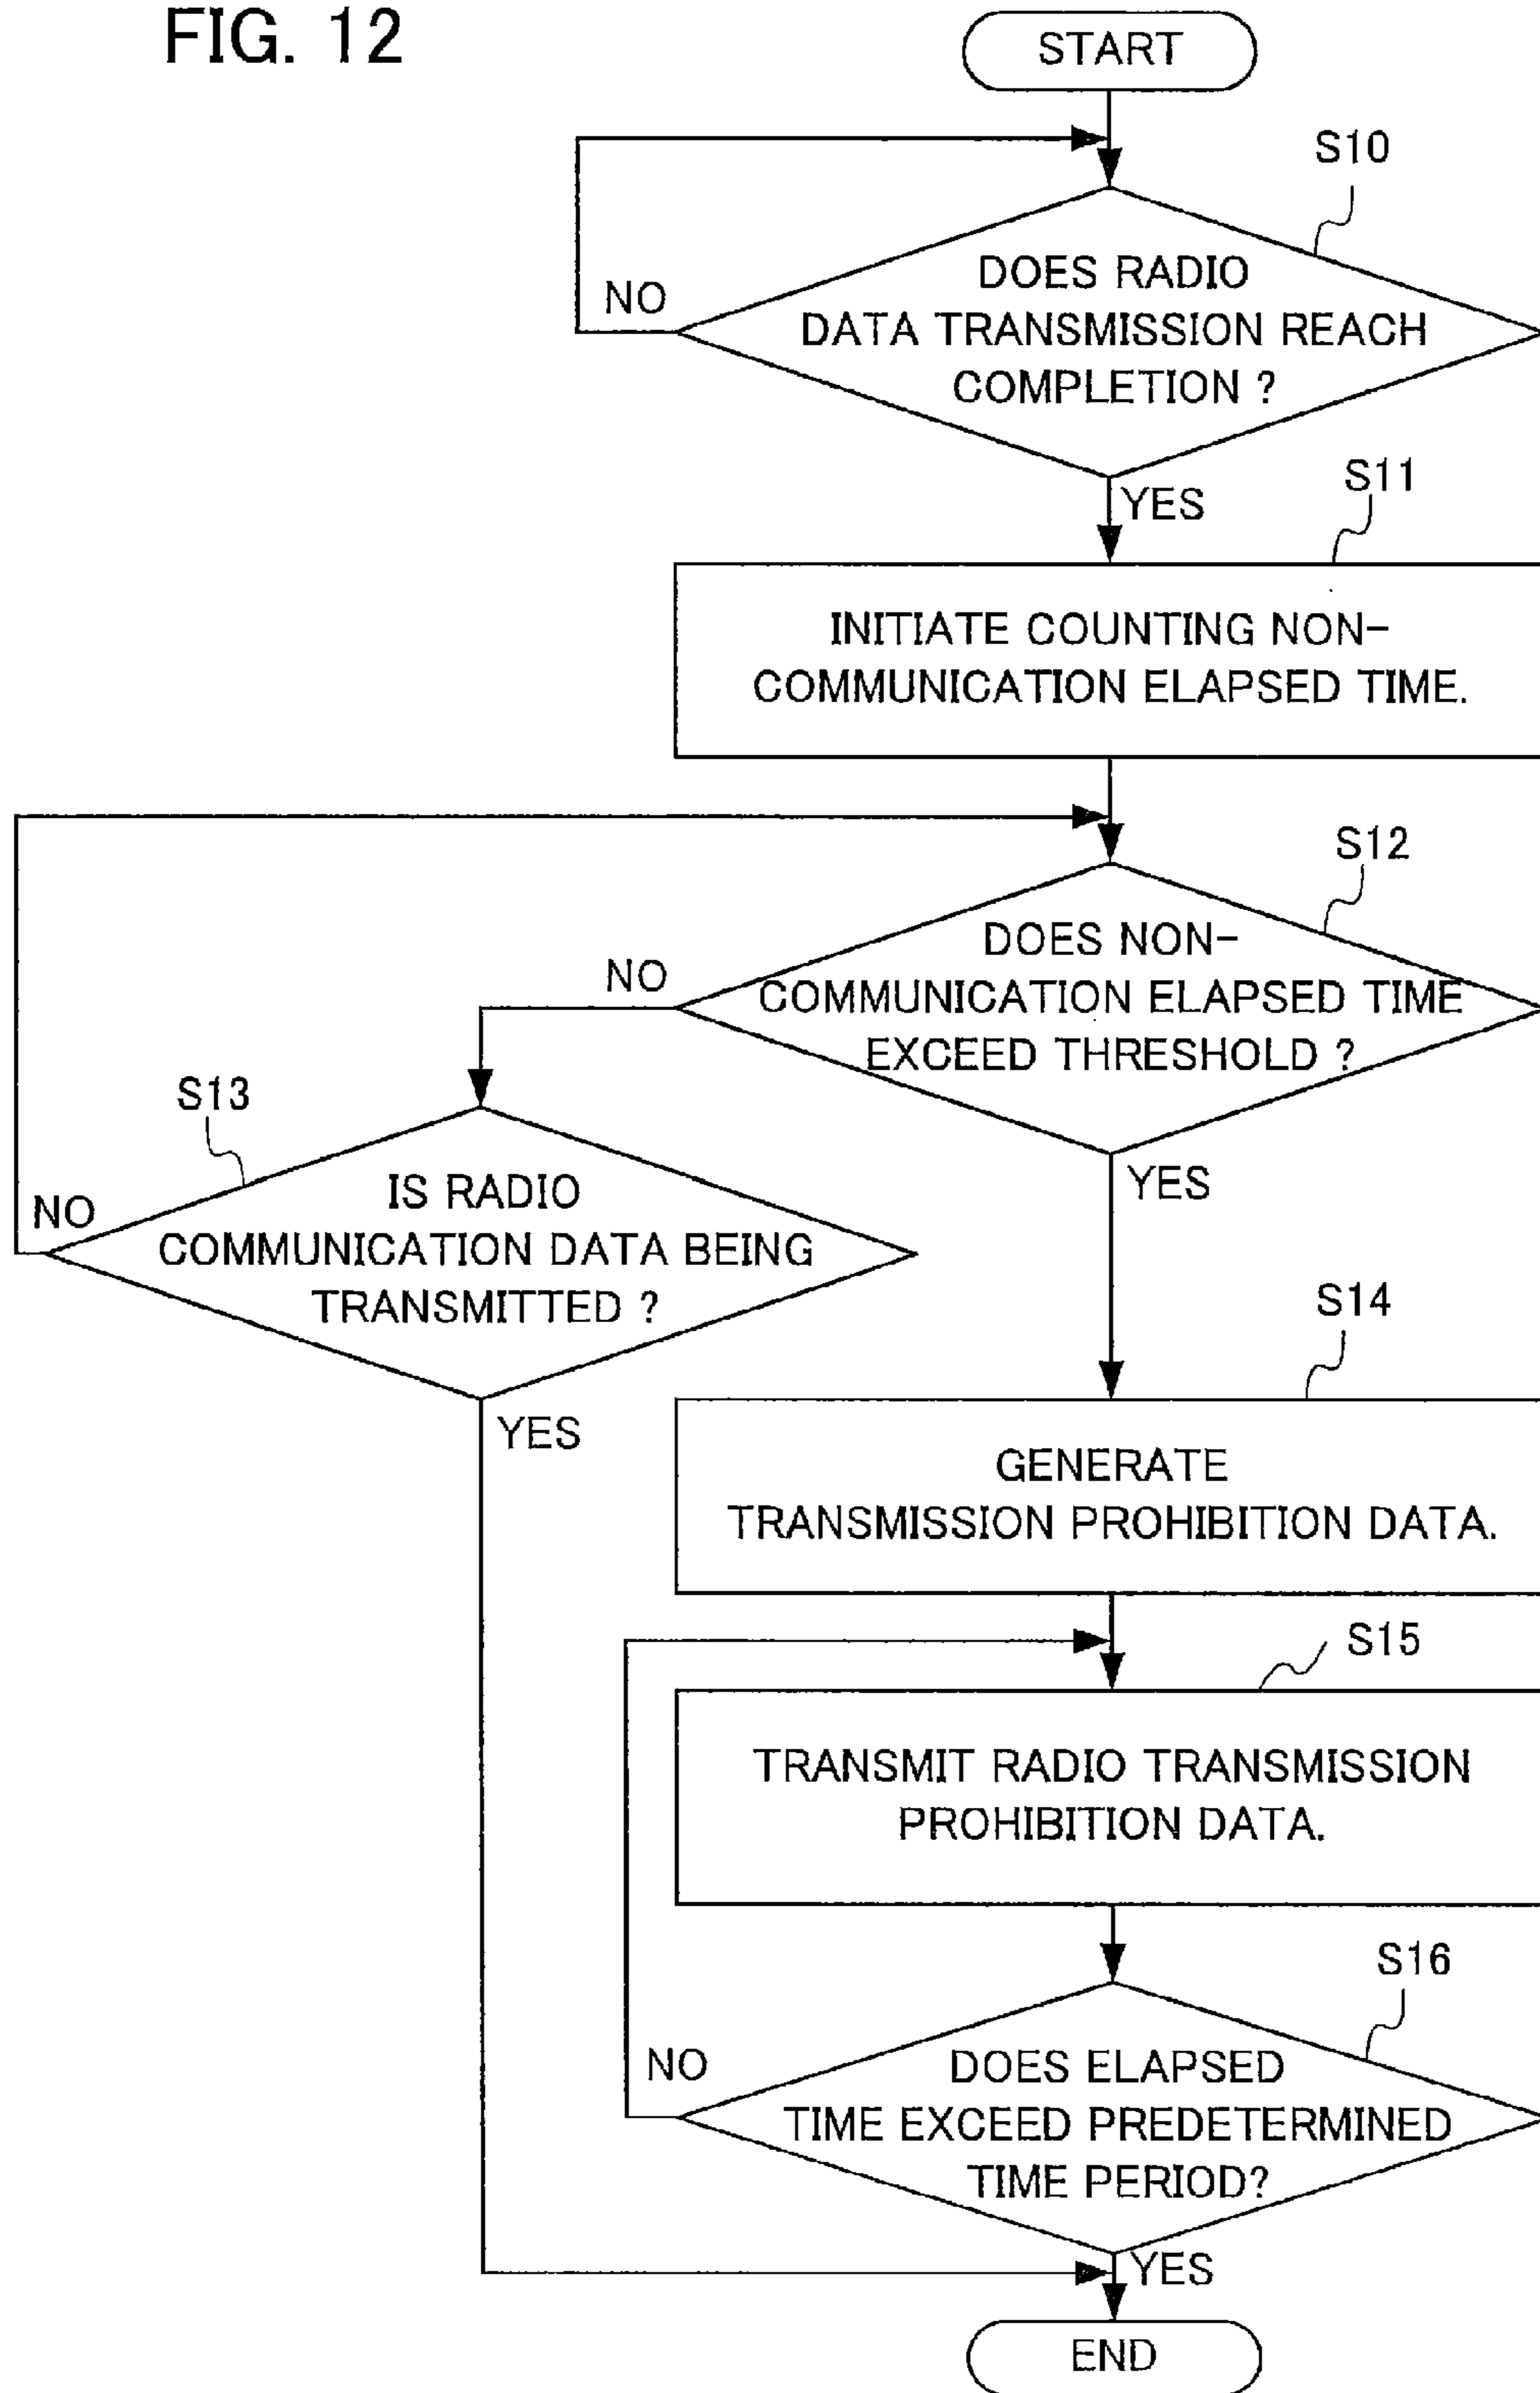 FIG. 12
START
S10
DOES RADIO
DATA TRANSMISSION REACH
COMPLETION ?
NO
YES
S11
INITIATE COUNTING NON-
COMMUNICATION ELAPSED TIME.
S12
DOES NON-
COMMUNICATION ELAPSED TIME
EXCEED THRESHOLD ?
NO
YES
S13
IS RADIO
COMMUNICATION DATA BEING
TRANSMITTED ?
NO
YES
S14
GENERATE
TRANSMISSION PROHIBITION DATA.
S15
TRANSMIT RADIO TRANSMISSION
PROHIBITION DATA.
S16
DOES ELAPSED
TIME EXCEED PREDETERMINED
TIME PERIOD?
NO
YES
END